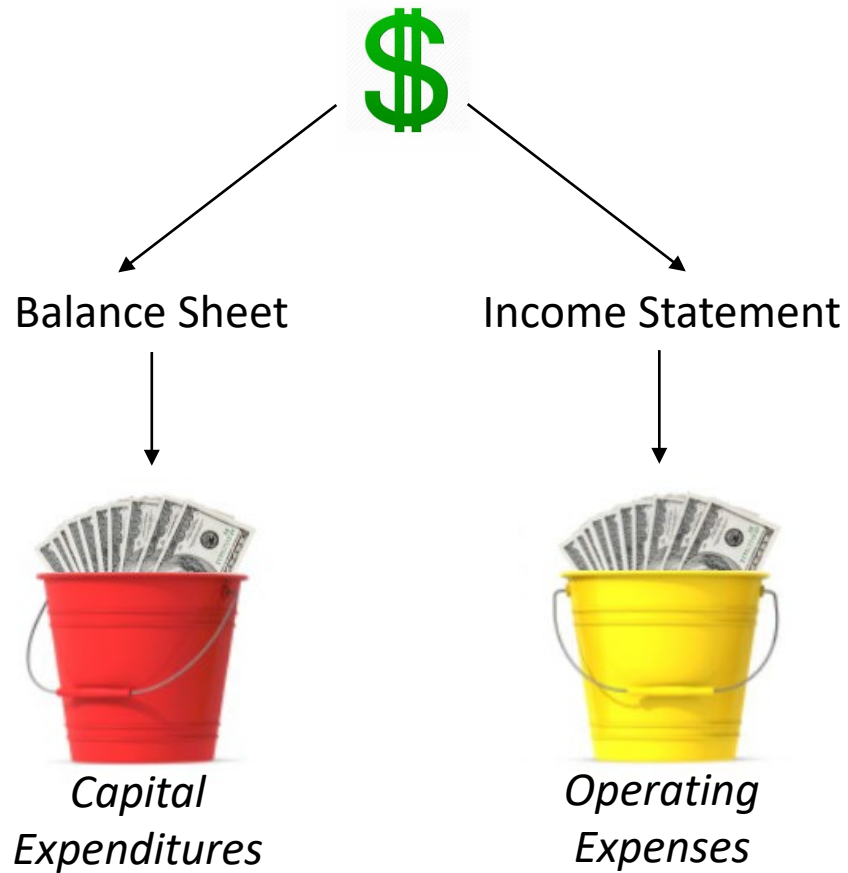 $
Balance Sheet
Income Statement
Capital
Expenditures
Operating
Expenses